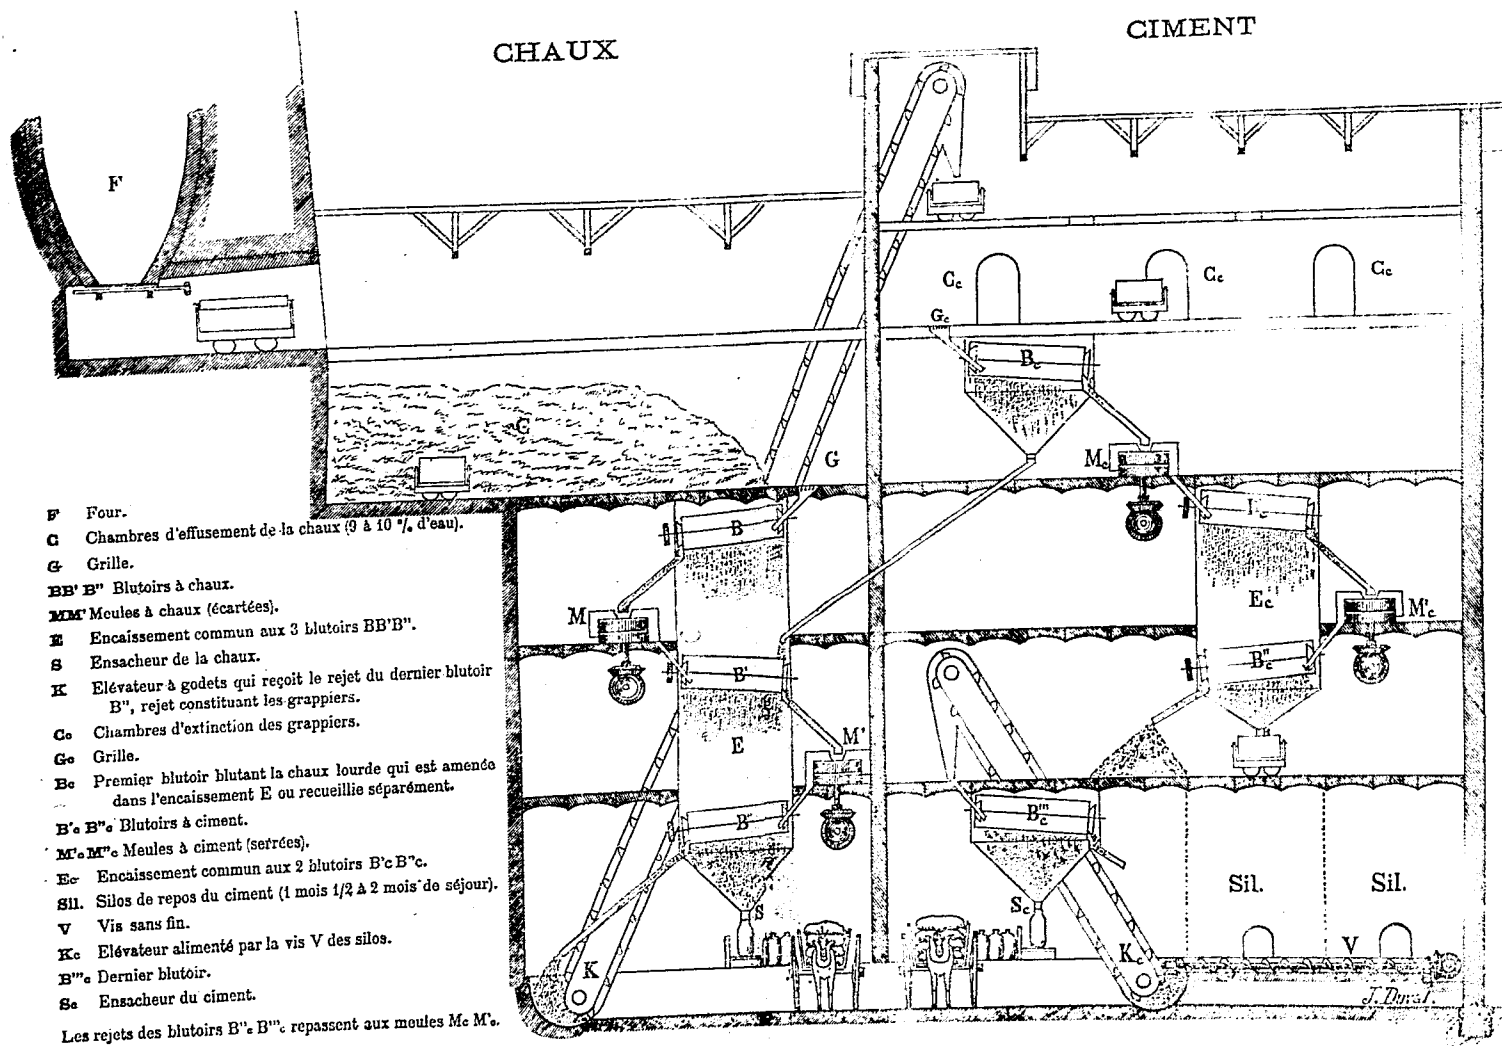 CHAUX
CIMENT
F
C
G
B
M
B'
E
M'
B
S
K
Cc
Cc
Cc
Gc
Bc
Mc
Ec
M'c
B"c
B'''c
Sc
Kc
Sil.
Sil.
V
J. Duval.
F Four.
C Chambres d'effusement de la chaux (9 à 10 % d'eau).
G Grille.
BB' B" Blutoirs à chaux.
MM' Meules à chaux (écartées).
E Encaissement commun aux 3 blutoirs BB'B".
S Ensacheur de la chaux.
K Elévateur à godets qui reçoit le rejet du dernier blutoir
B", rejet constituant les grappiers.
Cc Chambres d'extinction des grappiers.
Gc Grille.
Bc Premier blutoir blutant la chaux lourde qui est amenée
dans l'encaissement E ou recueillie séparément.
B'c B"c Blutoirs à ciment.
M'c M"c Meules à ciment (serrées).
Ec Encaissement commun aux 2 blutoirs B'c B"c.
Sil. Silos de repos du ciment (1 mois 1/2 à 2 mois de séjour).
V Vis sans fin.
Kc Elévateur alimenté par la vis V des silos.
B'''c Dernier blutoir.
Sc Ensacheur du ciment.
Les rejets des blutoirs B"c B'''c repassent aux meules Mc M'c.